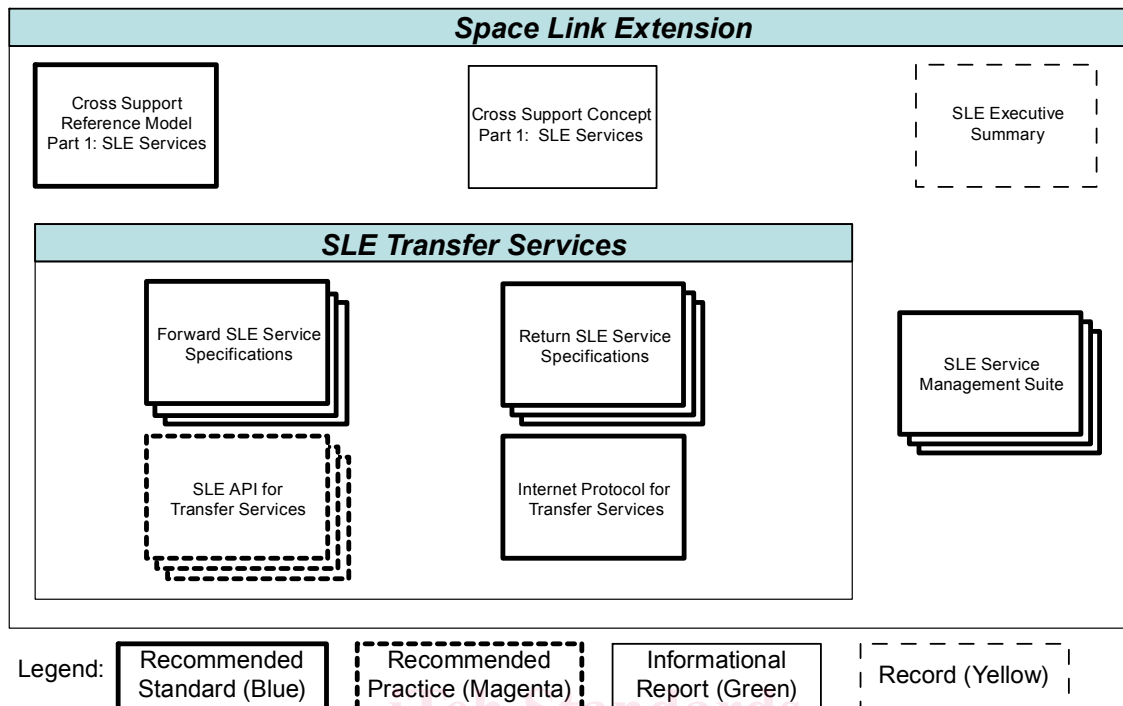 Space Link Extension
Cross Support
Reference Model
Part 1: SLE Services
Cross Support Concept
Part 1: SLE Services
SLE Executive
Summary
SLE Transfer Services
Forward SLE Service
Specifications
Return SLE Service
Specifications
SLE Service
Management Suite
SLE API for
Transfer Services
Internet Protocol for
Transfer Services
Legend:
Recommended
Standard (Blue)
Recommended
Practice (Magenta)
Informational
Report (Green)
Record (Yellow)
iTeh Standards